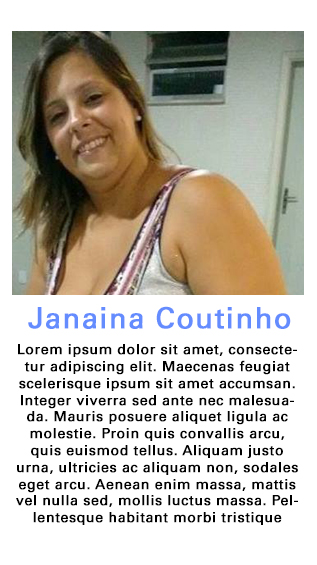 Janaina Coutinho
Lorem ipsum dolor sit amet, consecte-
tur adipiscing elit. Maecenas feugiat
scelerisque ipsum sit amet accumsan.
Integer viverra sed ante nec malesua-
da. Mauris posuere aliquet ligula ac
molestie. Proin quis convallis arcu,
quis euismod tellus. Aliquam justo
urna, ultricies ac aliquam non, sodales
eget arcu. Aenean enim massa, mattis
vel nulla sed, mollis luctus massa. Pel-
lentesque habitant morbi tristique